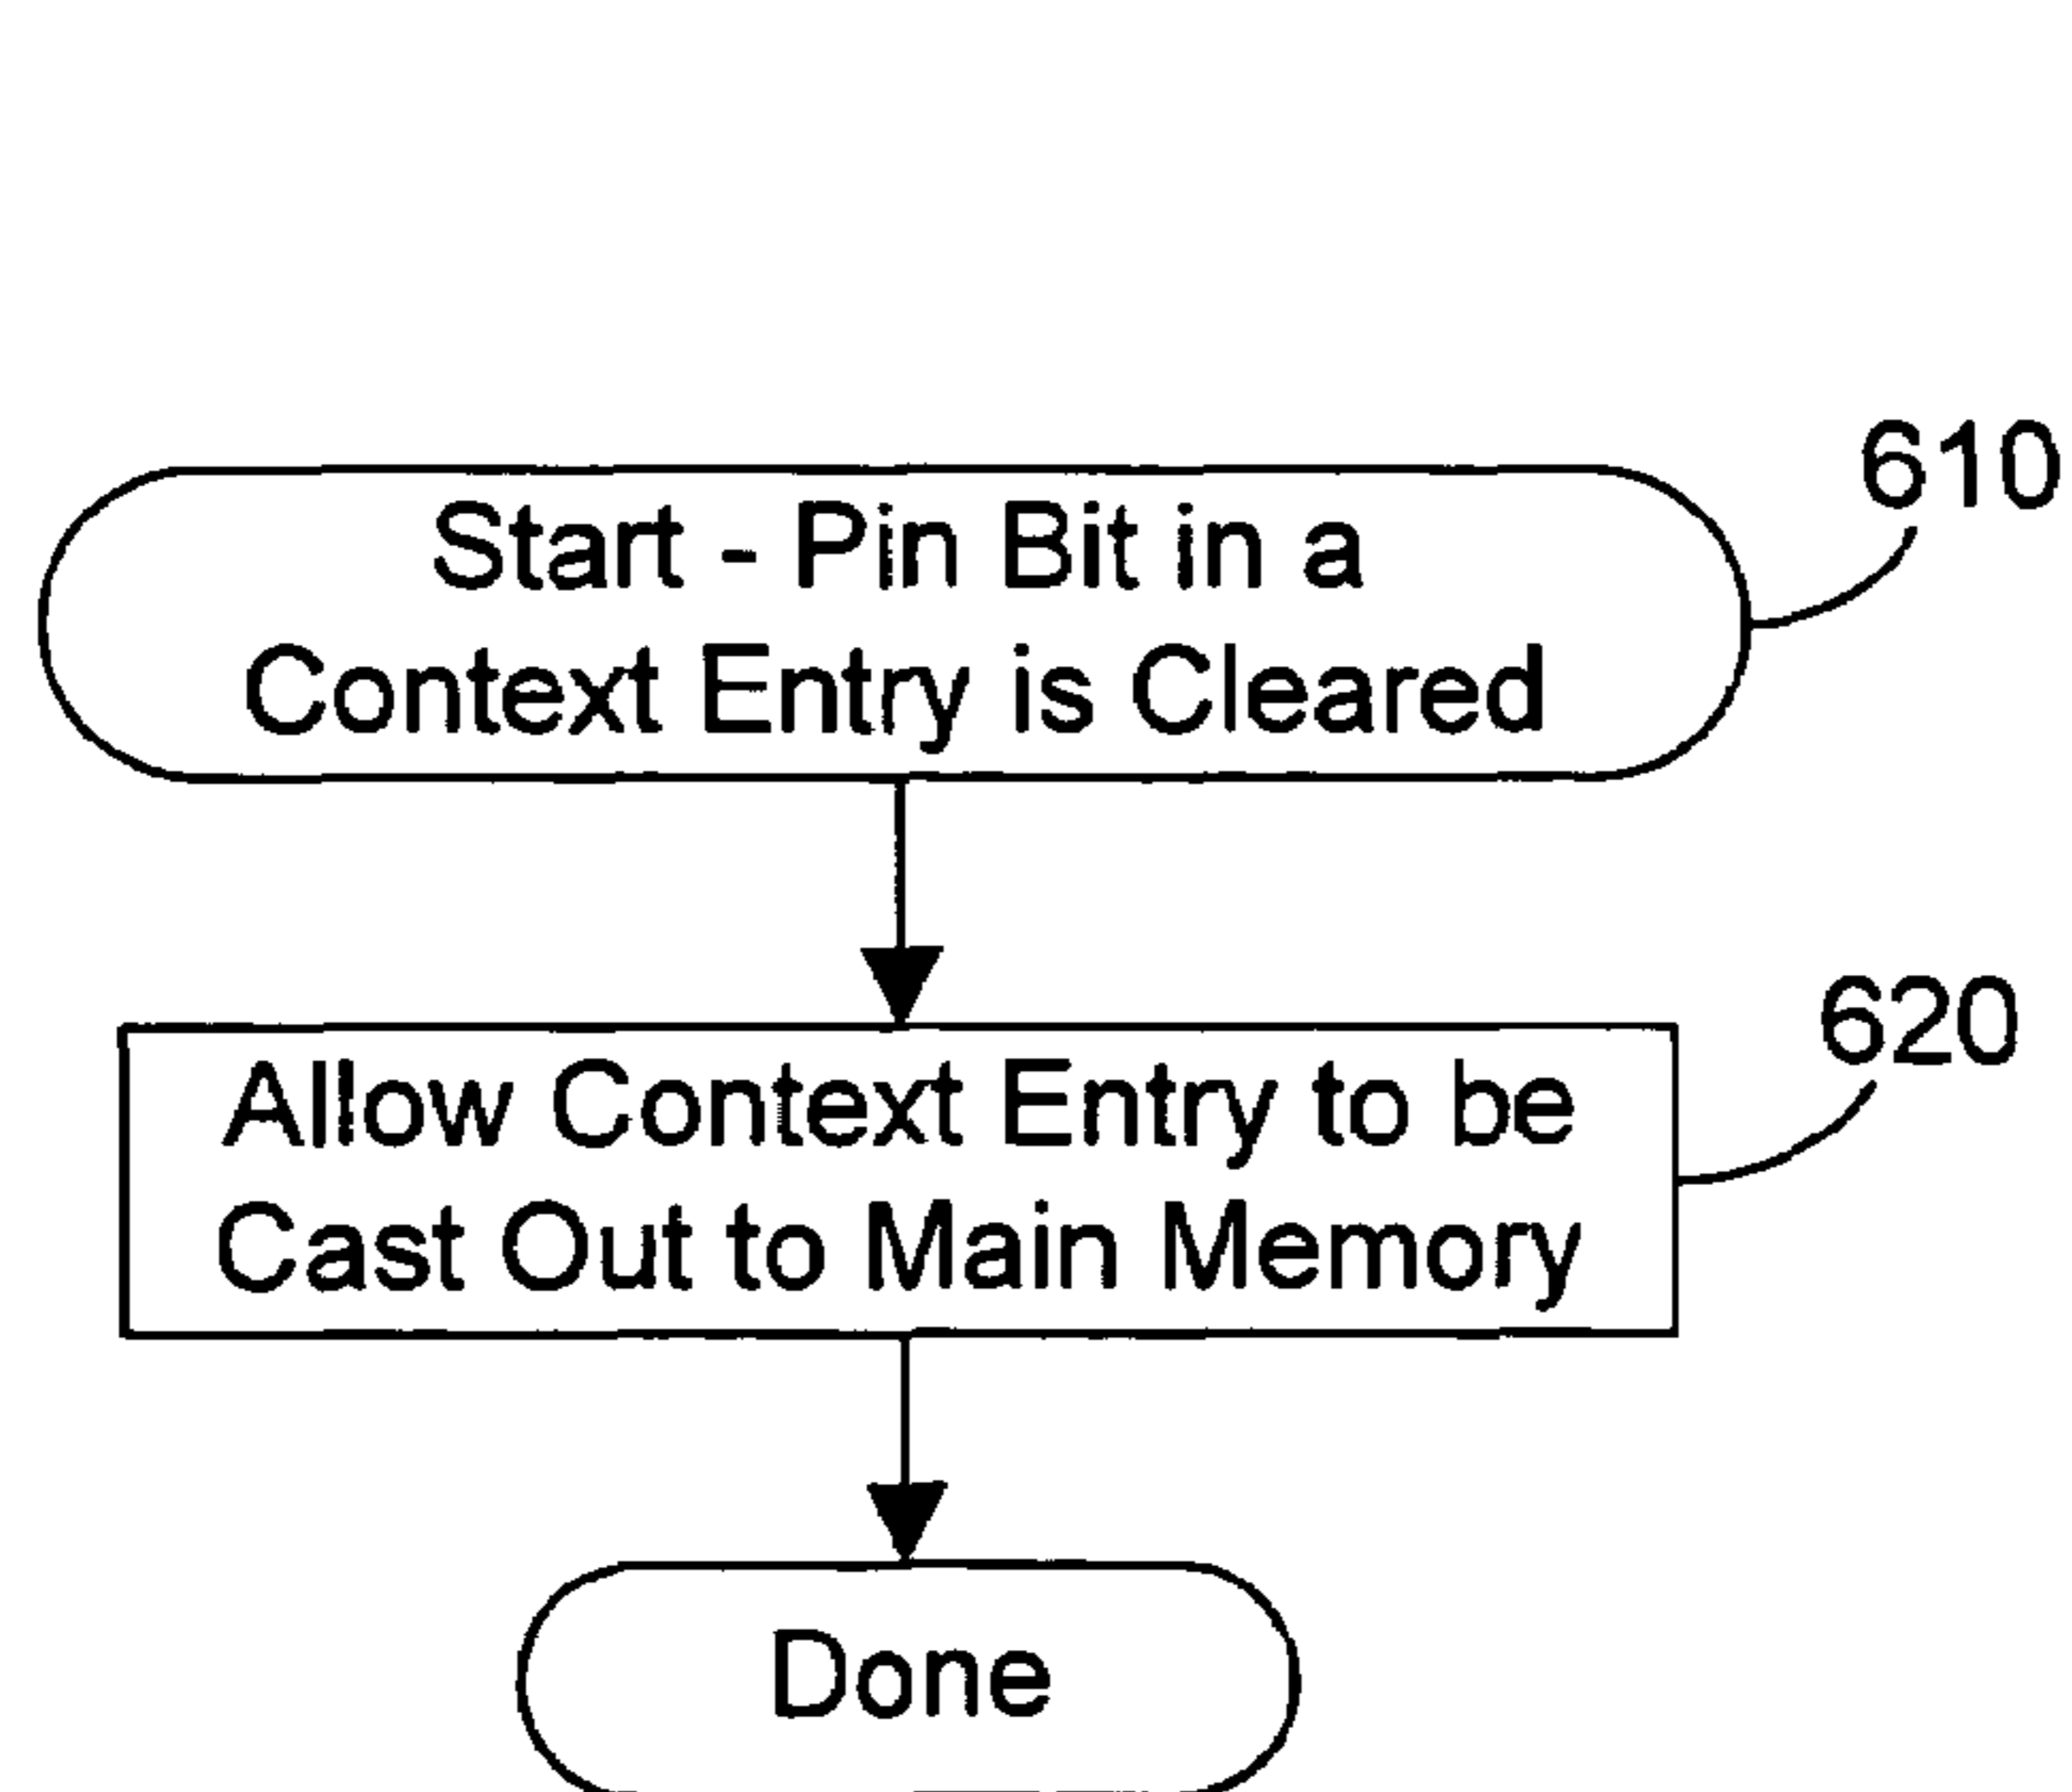 610
Start - Pin Bit in a
Context Entry is Cleared
620
Allow Context Entry to be
Cast Out to Main Memory
Done